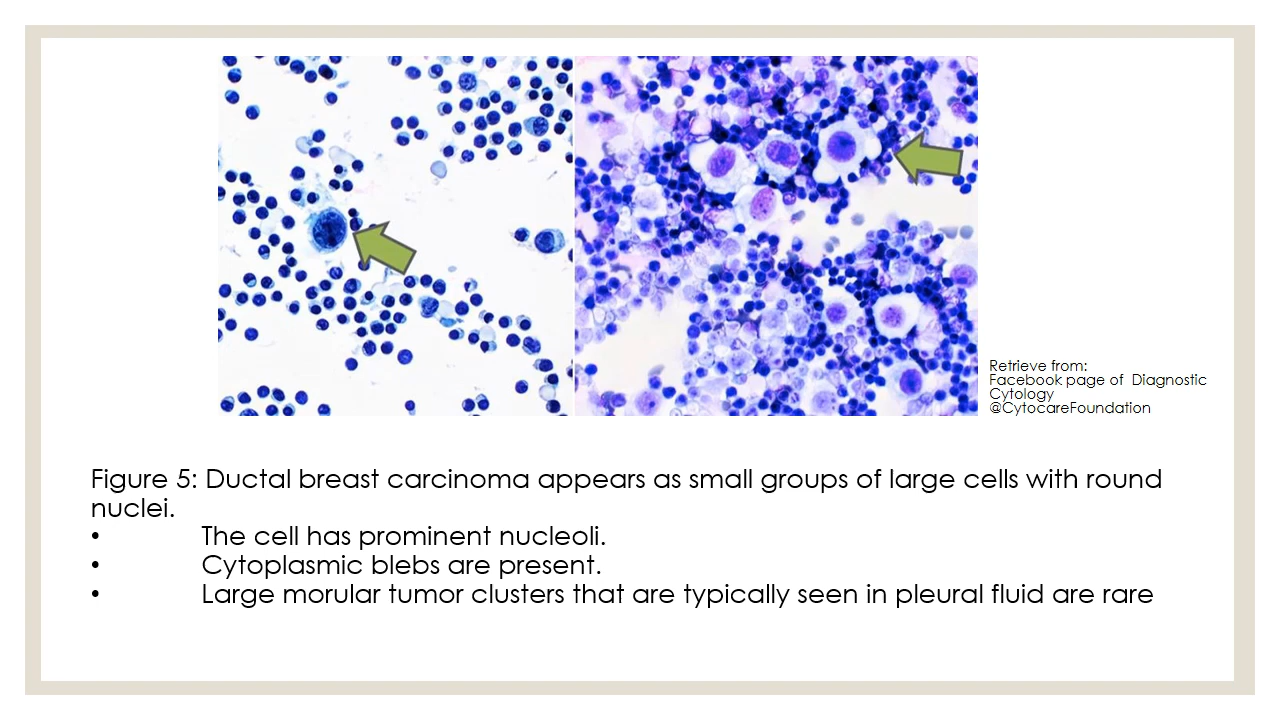 Retrieve from:
Facebook page of Diagnostic
Cytology
@CytocareFoundation
Figure 5: Ductal breast carcinoma appears as small groups of large cells with round
nuclei.
• The cell has prominent nucleoli.
• Cytoplasmic blebs are present.
• Large morular tumor clusters that are typically seen in pleural fluid are rare